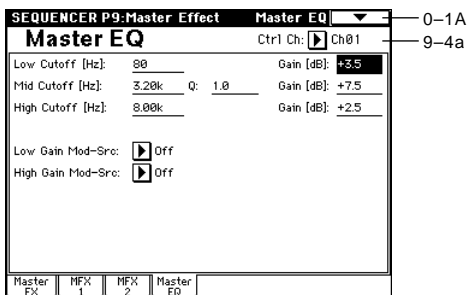 SEQUENCER P9:Master Effect Master EQ 0–1A
Master EQ Ctrl Ch: Ch01 9–4a
Low Cutoff [Hz]: 80 Gain [dB]: +3.5
Mid Cutoff [Hz]: 3.20k Q: 1.0 Gain [dB]: +7.5
High Cutoff [Hz]: 8.00k Gain [dB]: +2.5
Low Gain Mod-Src: Off
High Gain Mod-Src: Off
Master FX MFX 1 MFX 2 Master EQ